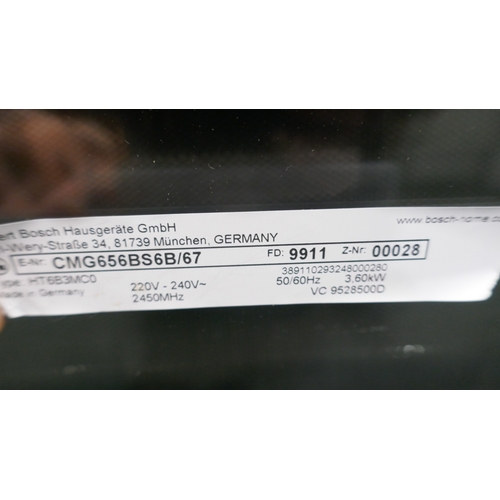 ert Bosch Hausgeräte GmbH www.bosch-home.
Wery-Straße 34, 81739 München, GERMANY
E-Nr. CMG656BS6B/67 FD: 9911 Z-Nr. 00028
Type: HT6B3MC0 220V - 240V~ 389110293248000280
Made in Germany 2450MHz 50/60Hz 3,60kW
VC 9528500D